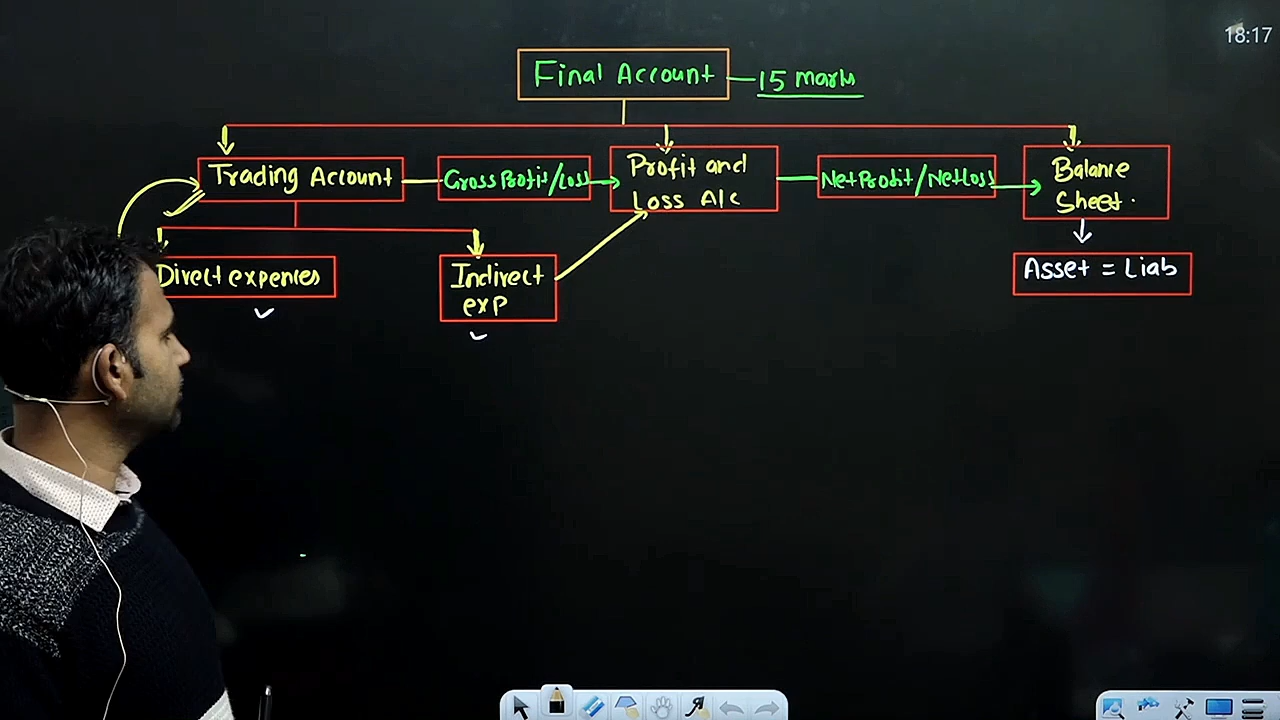 18:17
Final Account
15 marks
Trading Account
Gross Profit/Loss
Profit and
Loss A/c
Net Profit/Net Loss
Balance
Sheet.
Direct expenses
Indirect
exp
Asset = Liab